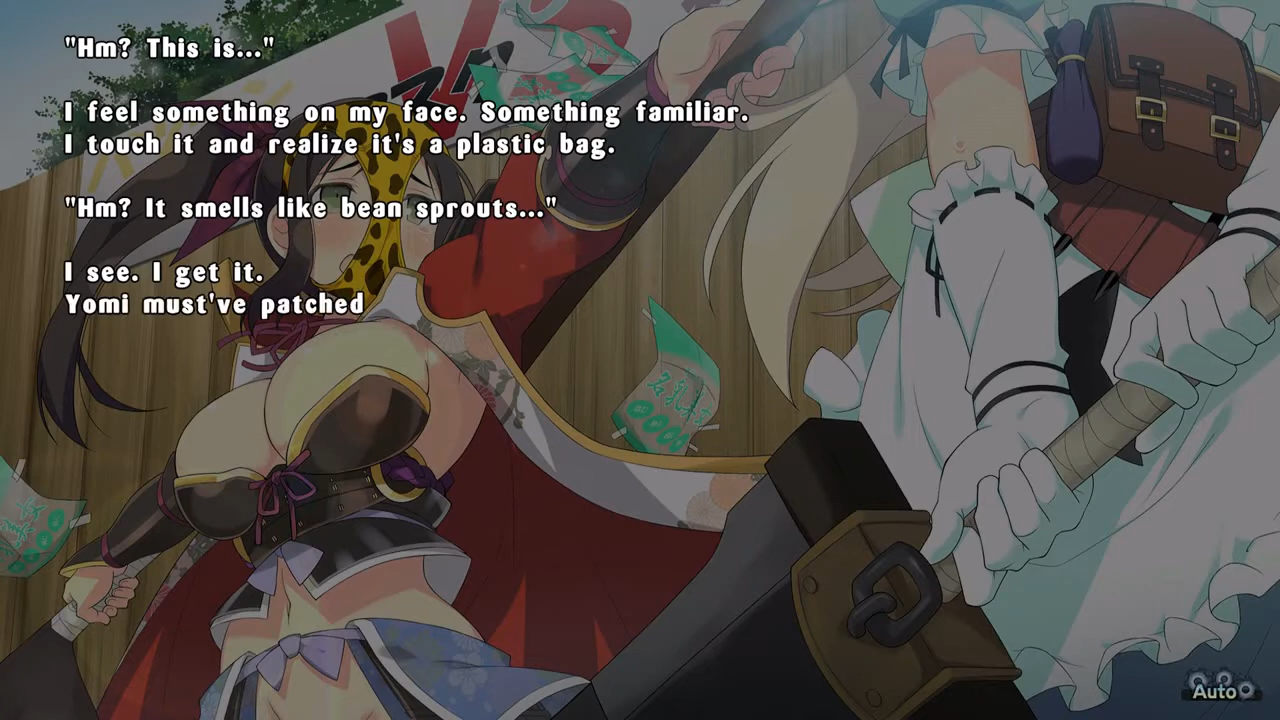 "Hm? This is..."
I feel something on my face. Something familiar.
I touch it and realize it's a plastic bag.
"Hm? It smells like bean sprouts..."
I see. I get it.
Yomi must've patched
Auto